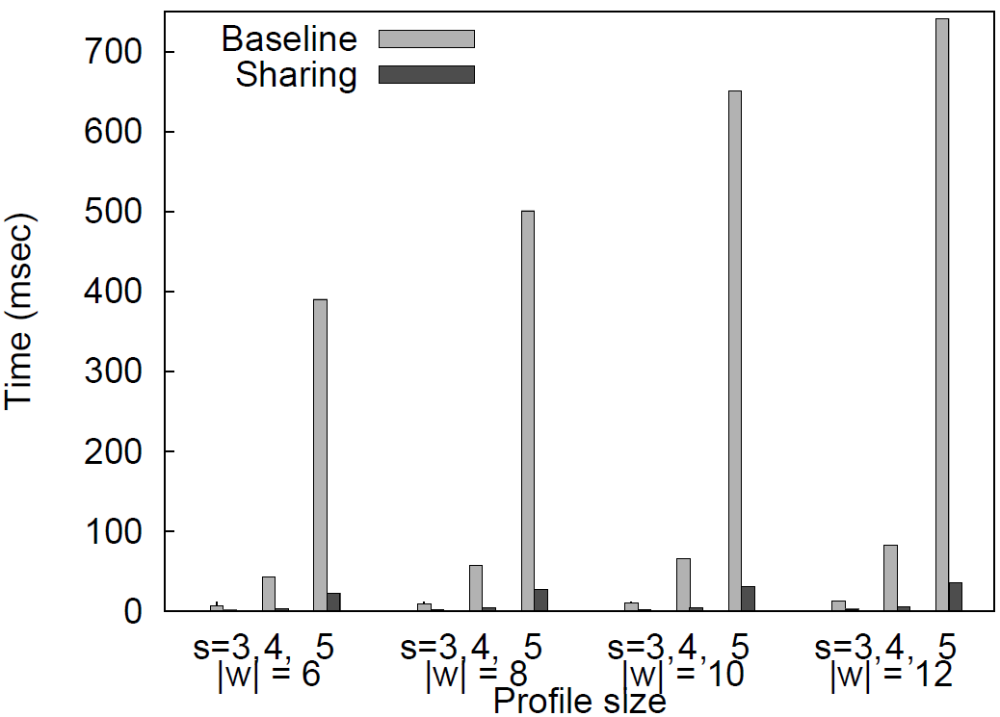 Baseline
Sharing
700
600
500
400
300
200
100
0
Time (msec)
s=3,4, 5 s=3,4, 5 s=3,4, 5 s=3,4, 5
|w| = 6 |w| = 8 |w| = 10 |w| = 12
Profile size